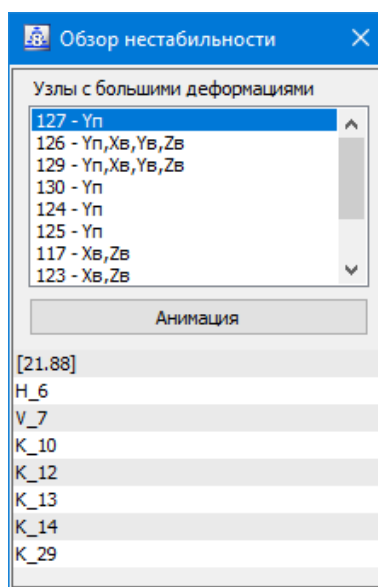 Обзор нестабильности
Узлы с большими деформациями
127 - Yп
126 - Yп,Xв,Yв,Zв
129 - Yп,Xв,Yв,Zв
130 - Yп
124 - Yп
125 - Yп
117 - Xв,Zв
123 - Xв,Zв
Анимация
[21.88]
H_6
V_7
K_10
K_12
K_13
K_14
K_29